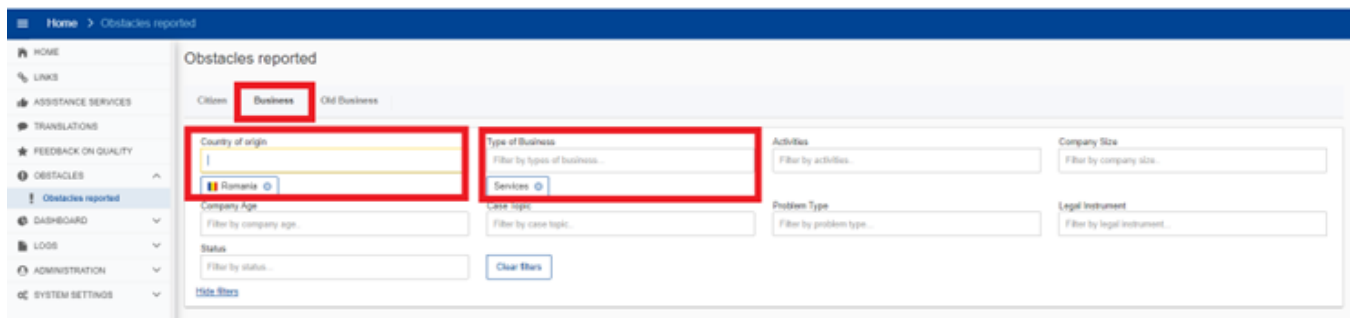 Home > Obstacles reported
HOME
LINKS
ASSISTANCE SERVICES
TRANSLATIONS
FEEDBACK ON QUALITY
OBSTACLES
Obstacles reported
DASHBOARD
LOGS
ADMINISTRATION
SYSTEM SETTINGS
Obstacles reported
Citizen Business Old Business
Country of origin Type of Business Activities Company Size
Filter by types of business... Filter by activities.. Filter by company size..
Romania Services
Company Age Case Topic Problem Type Legal Instrument
Filter by company age.. Filter by case topic.. Filter by problem type... Filter by legal instrument...
Status
Filter by status... Clear filters
Hide filters